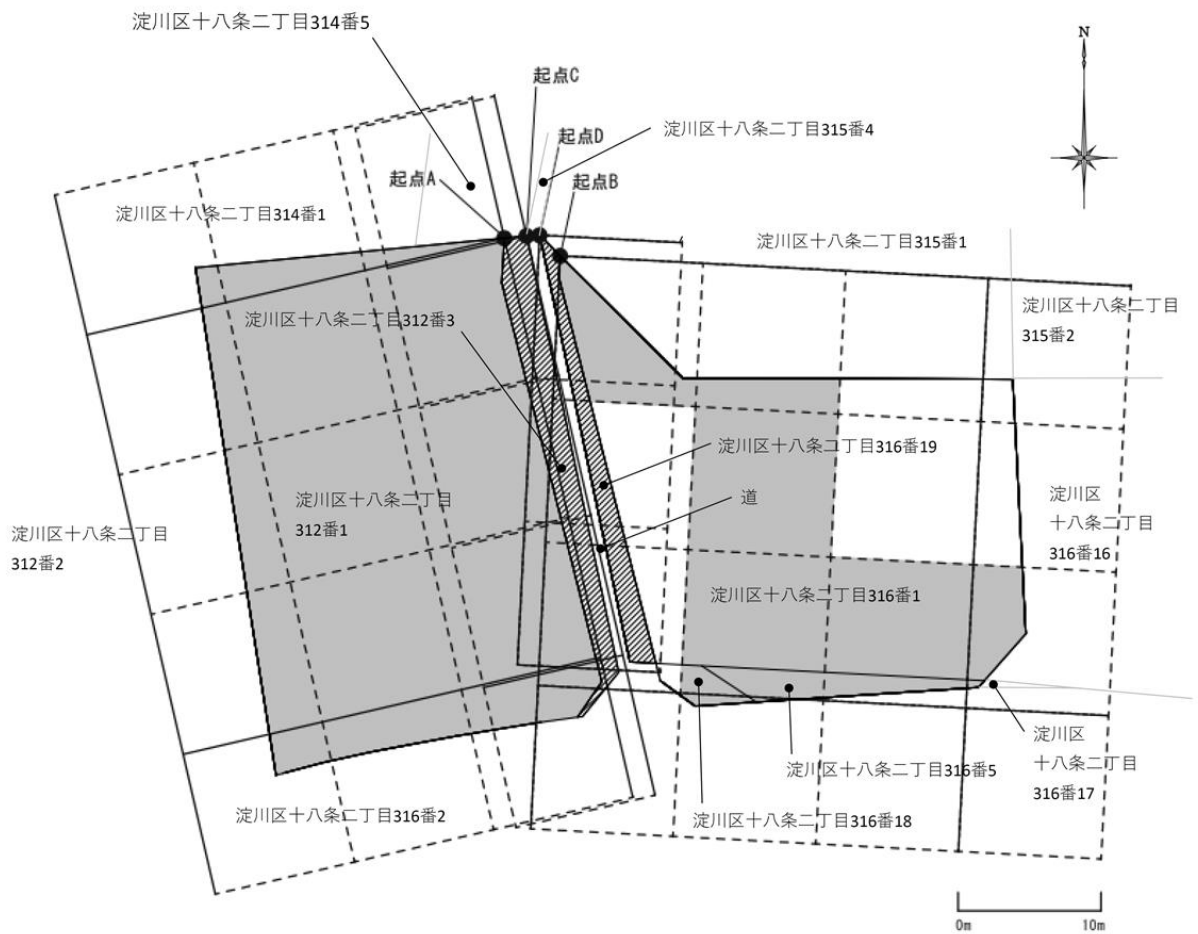 淀川区十八条二丁目314番5
N
起点C
起点D
淀川区十八条二丁目315番4
起点A
起点B
淀川区十八条二丁目314番1
淀川区十八条二丁目315番1
淀川区十八条二丁目
315番2
淀川区十八条二丁目312番3
淀川区十八条二丁目316番19
淀川区十八条二丁目
312番1
道
淀川区
十八条二丁目
316番16
淀川区十八条二丁目
312番2
淀川区十八条二丁目316番1
淀川区
十八条二丁目
316番17
淀川区十八条二丁目316番5
淀川区十八条二丁目316番2
淀川区十八条二丁目316番18
0m
10m